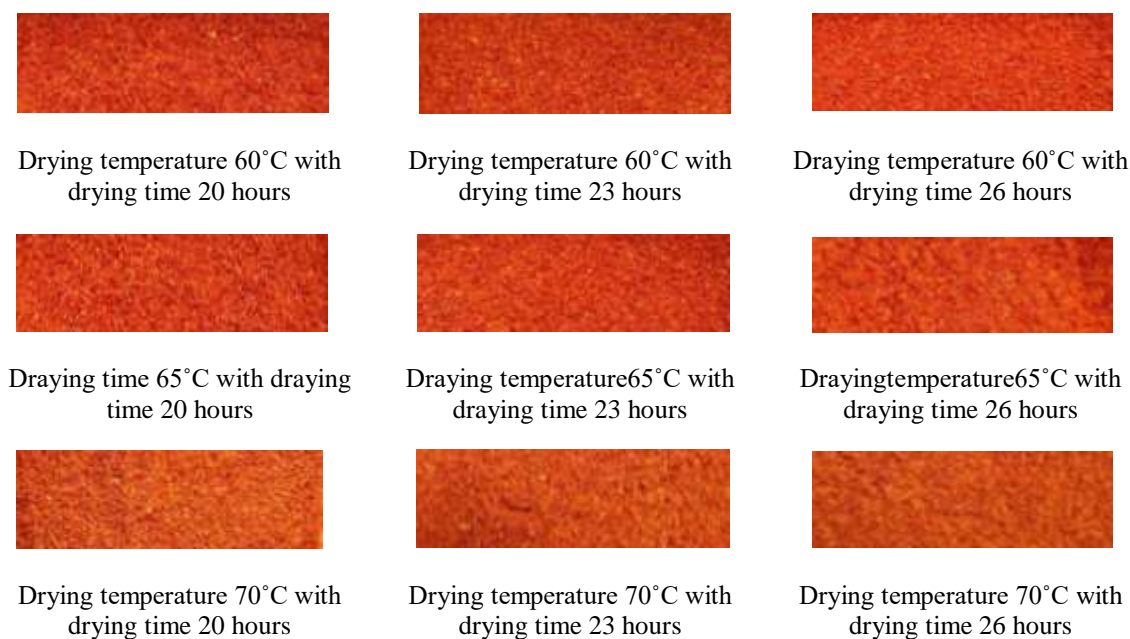 Drying temperature 60˚C with
drying time 20 hours
Drying temperature 60˚C with
drying time 23 hours
Draying temperature 60˚C with
drying time 26 hours
Draying time 65˚C with draying
time 20 hours
Draying temperature65˚C with
draying time 23 hours
Drayingtemperature65˚C with
draying time 26 hours
Drying temperature 70˚C with
drying time 20 hours
Drying temperature 70˚C with
drying time 23 hours
Drying temperature 70˚C with
drying time 26 hours